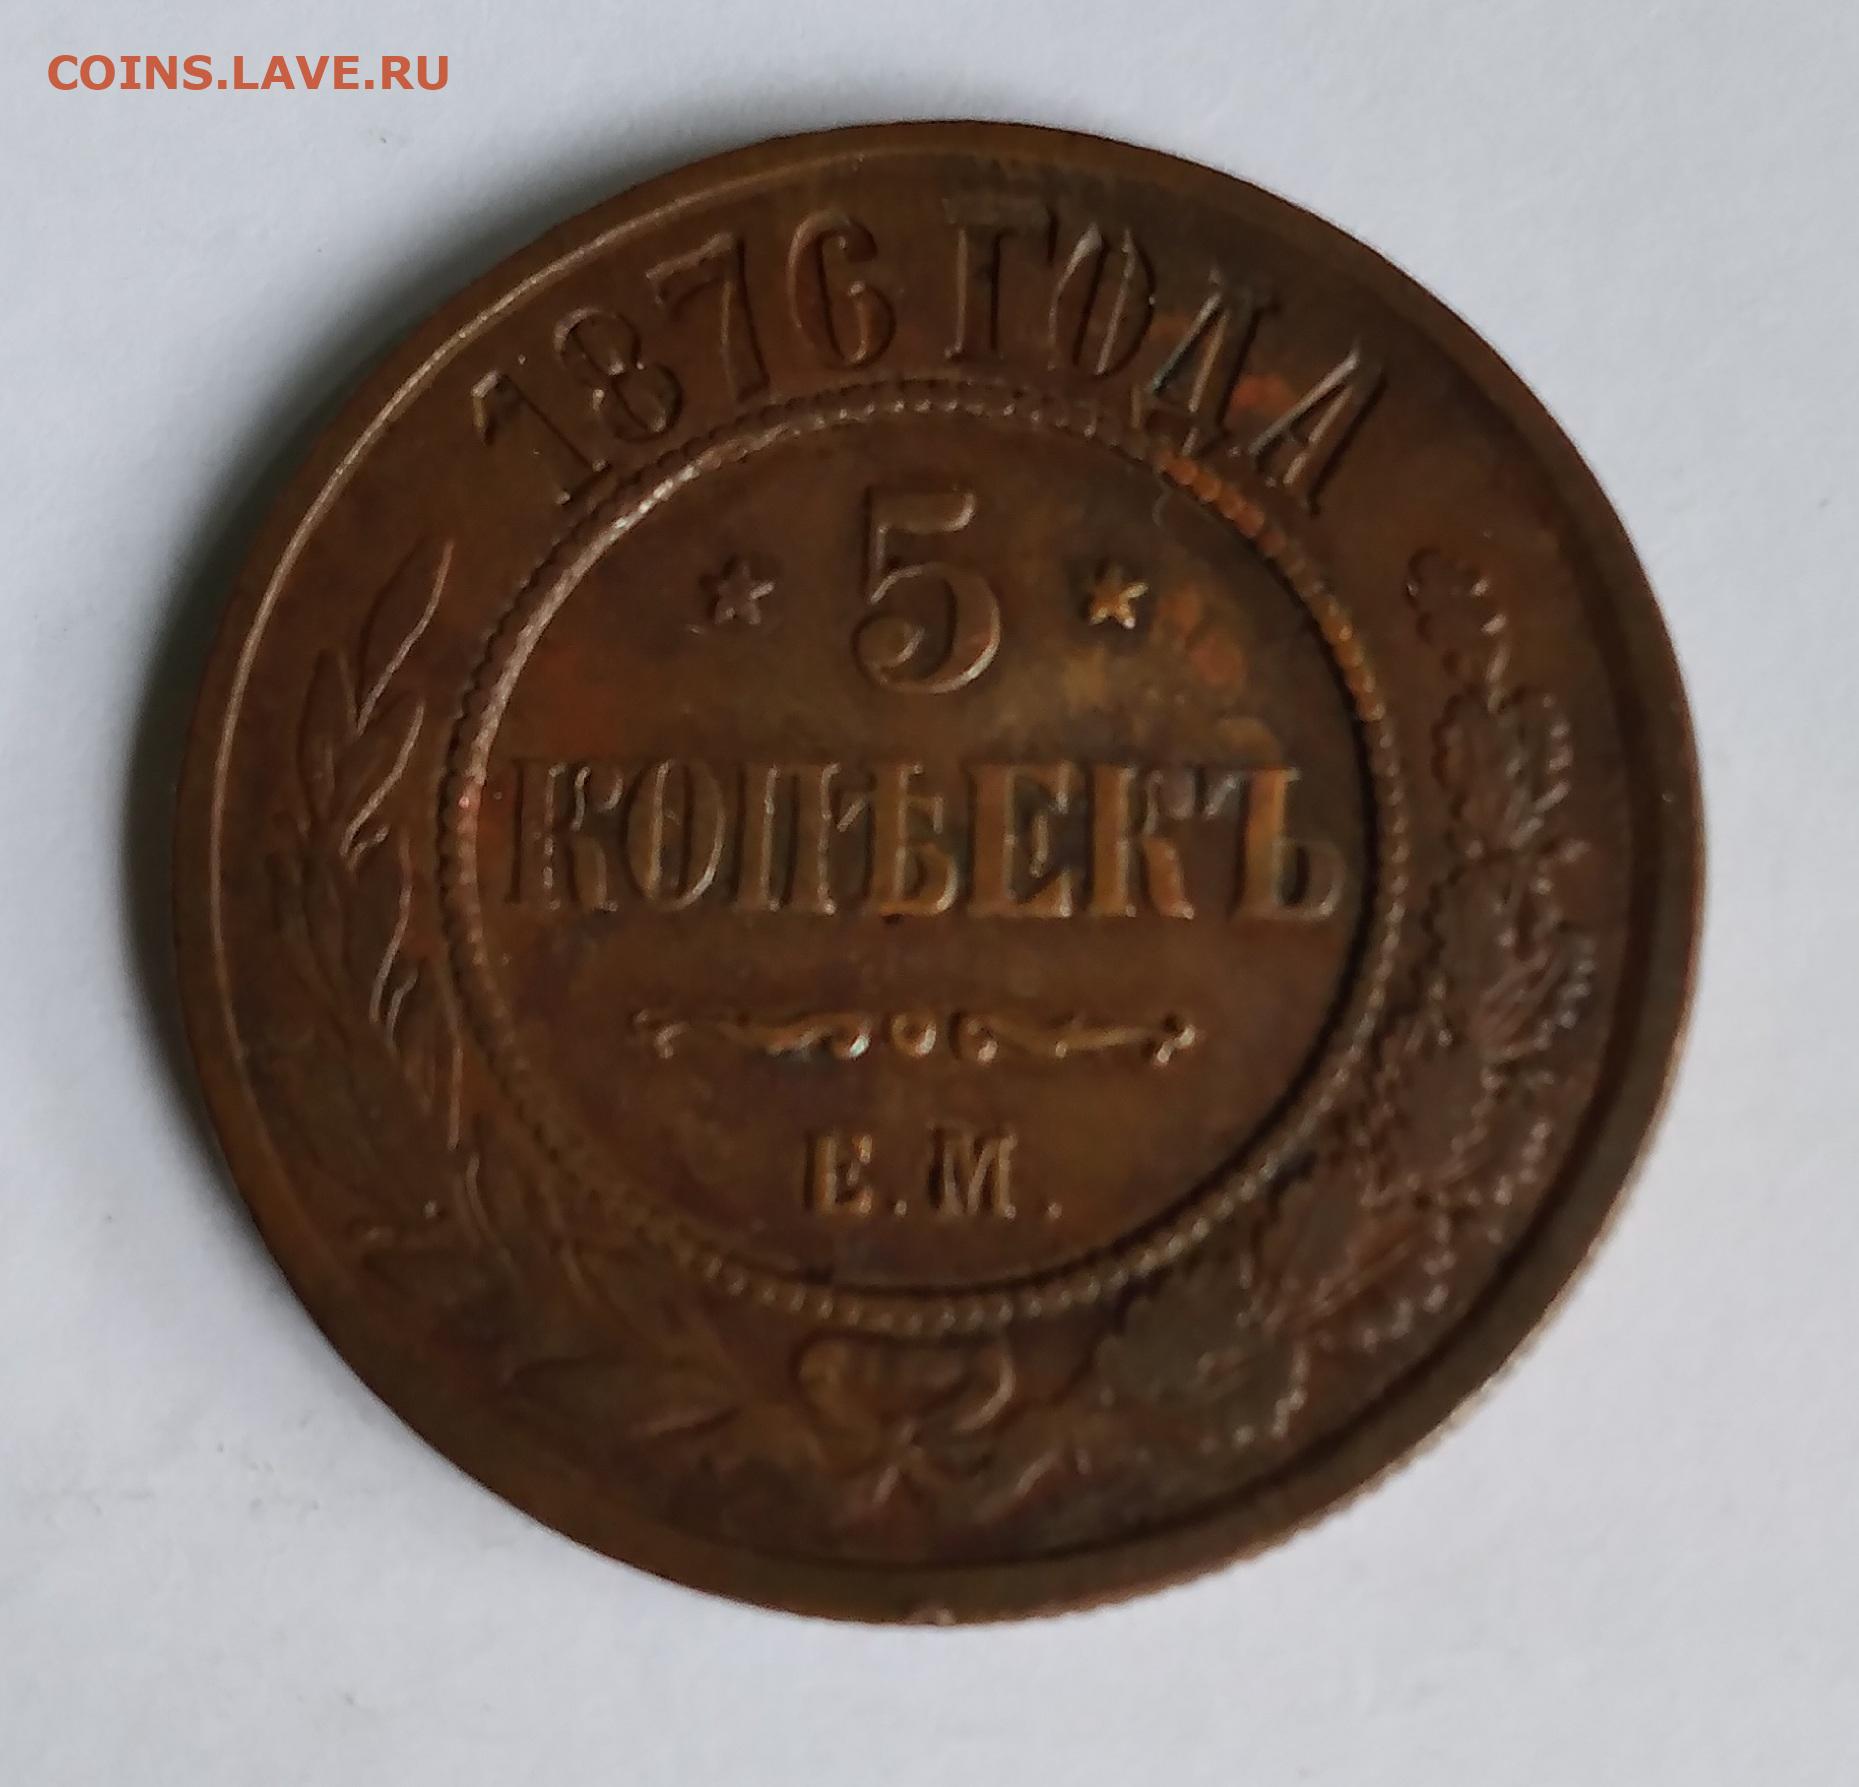 COINS.LAVE.RU
1876 ГОДА
* 5 *
КОПѢЕКЪ
Е.М.